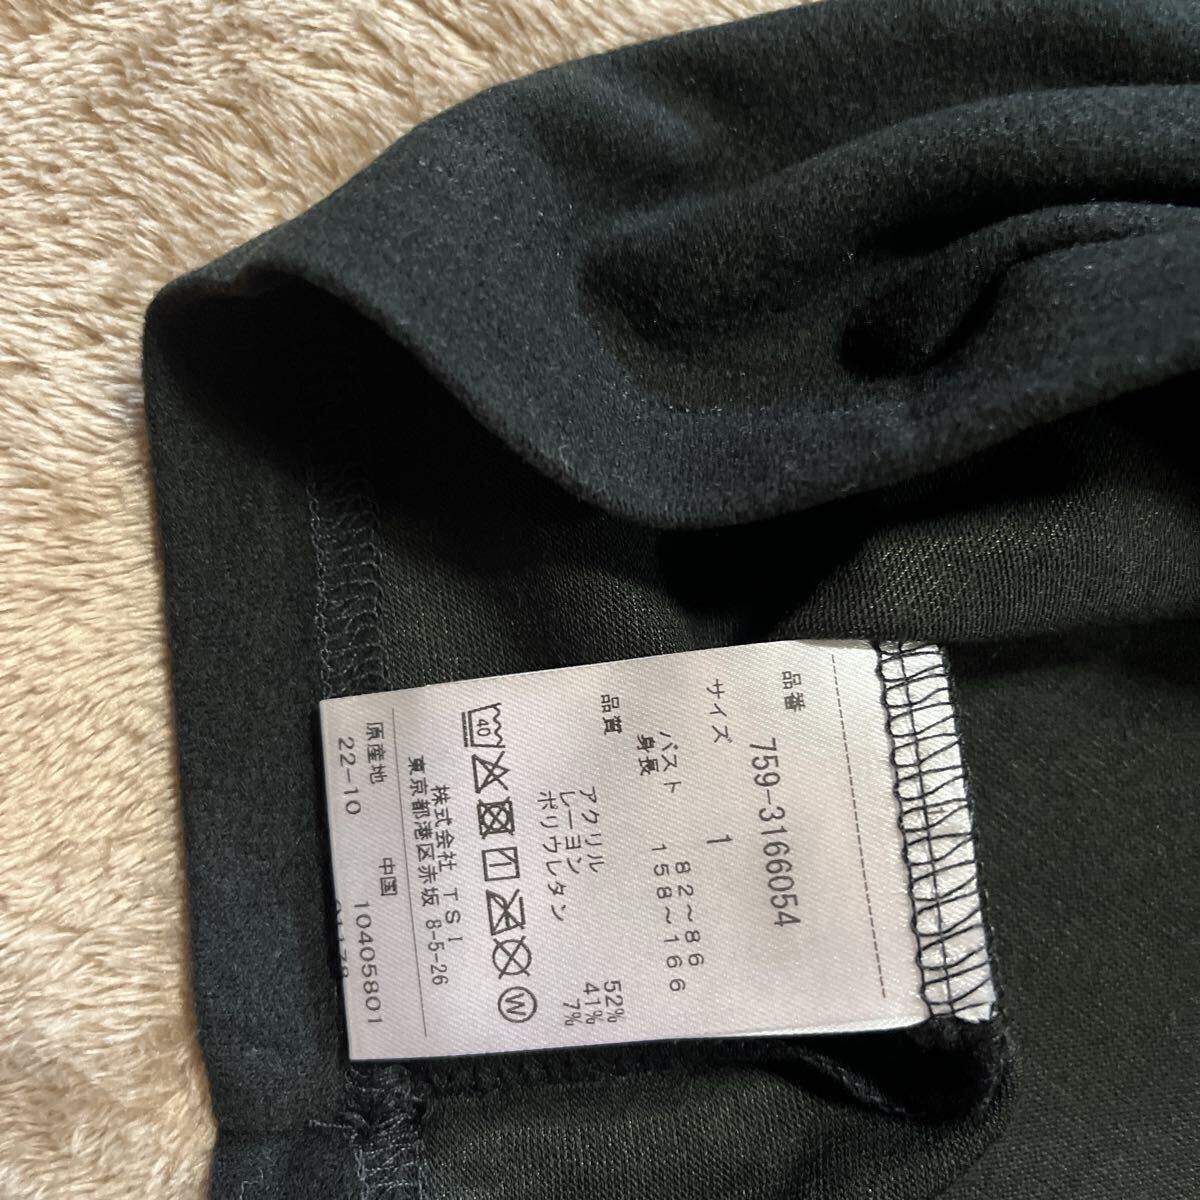 品番 759-3166054
サイズ 1
バスト 82～86
身長 158～166
品質
アクリル 52%
レーヨン 41%
ポリウレタン 7%
40
W
株式会社 TSI
東京都港区赤坂 8-5-26
原産地 中国 10405801
22-10